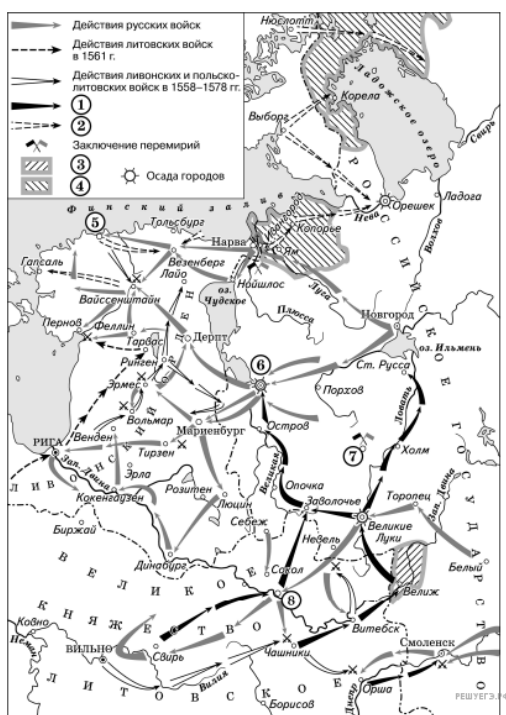 Действия русских войск
Действия литовских войск
в 1561 г.
Действия ливонских и польско-
литовских войск в 1558–1578 гг.
1
2
Заключение перемирий
3
4
Осада городов
Нюслотт
Корела
Ладожское озеро
Выборг
Свирь
Финский залив
Ивангород
Нева
Орешек
Ладога
Копорье
5
Тольсбург
Нарва
Ям
Волхов
Гапсаль
Везенберг
Лайо
Нойшлос
оз.
Чудское
Луга
Вайссенштайн
Плюсса
Новгород
Пернов
Феллин
Дерпт
оз. Ильмень
Тарвас
Ринген
6
Ст. Русса
Эрмес
Порхов
Ловать
Вольмар
Мариенбург
Остров
7
Холм
Венден
РИГА
Зап. Двина
Тирзен
Великая
Эрла
Опочка
Зап. Двина
Кокенгаузен
Розитен
Люцин
Заволочье
Торопец
Биржай
Себеж
Невель
Великие
Луки
Белый
Динабург
Сокол
Велиж
8
Ковно
Витебск
Неман
ВИЛЬНО
Свирь
Чашники
Смоленск
Вилия
Орша
Борисов
Днепр
ЛИВОНСКИЙ ОРДЕН
ВЕЛИКОЕ
КНЯЖЕСТВО
ЛИТОВСКОЕ
РОССИЙСКОЕ
ГОСУДАРСТВО
РЕШУЕГЭ.РФ